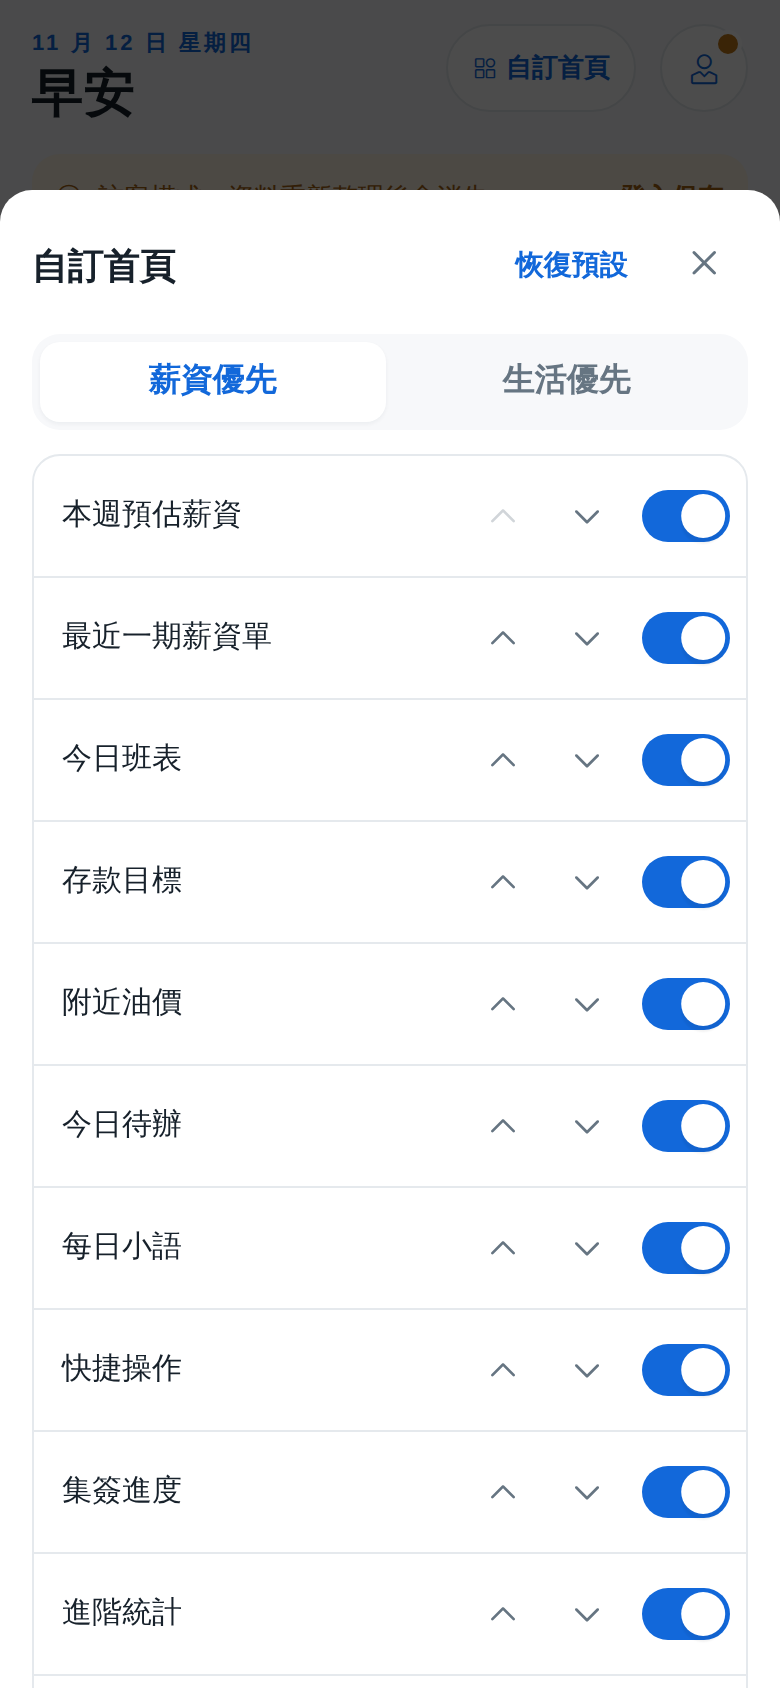 11 月 12 日 星期四
早安
自訂首頁
自訂首頁
恢復預設
薪資優先
生活優先
本週預估薪資
最近一期薪資單
今日班表
存款目標
附近油價
今日待辦
每日小語
快捷操作
集簽進度
進階統計